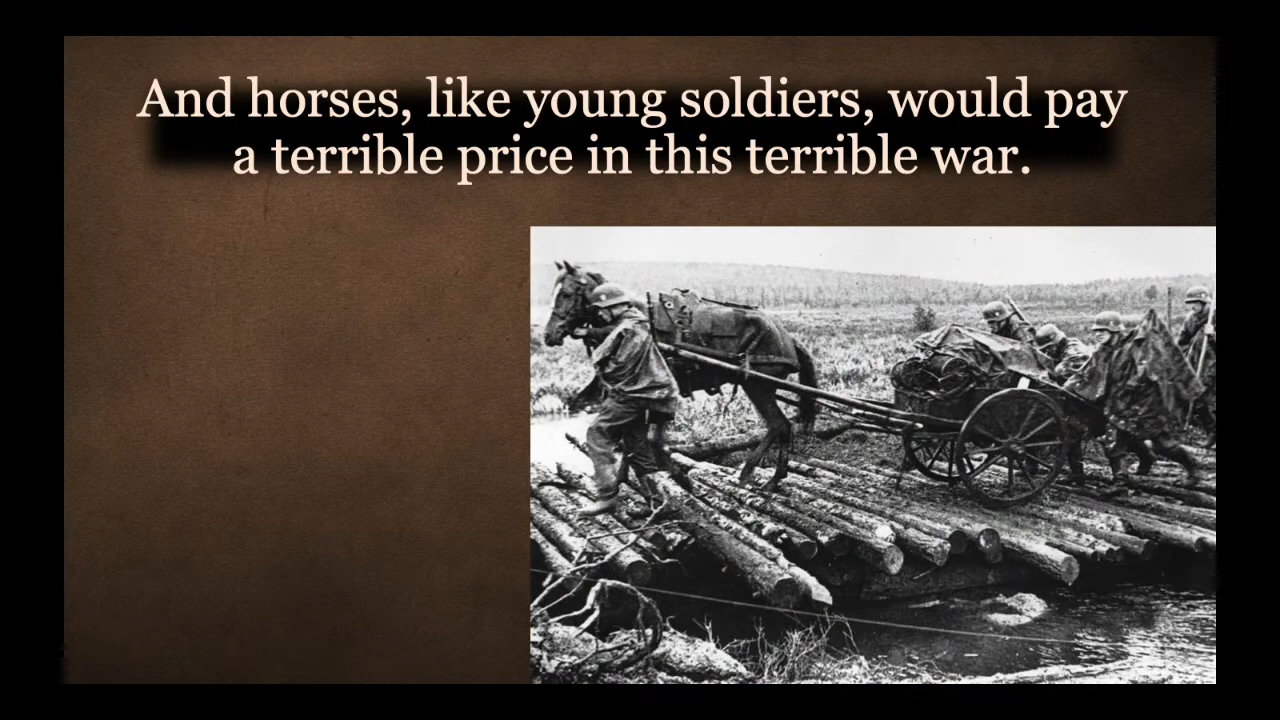 And horses, like young soldiers, would pay
a terrible price in this terrible war.